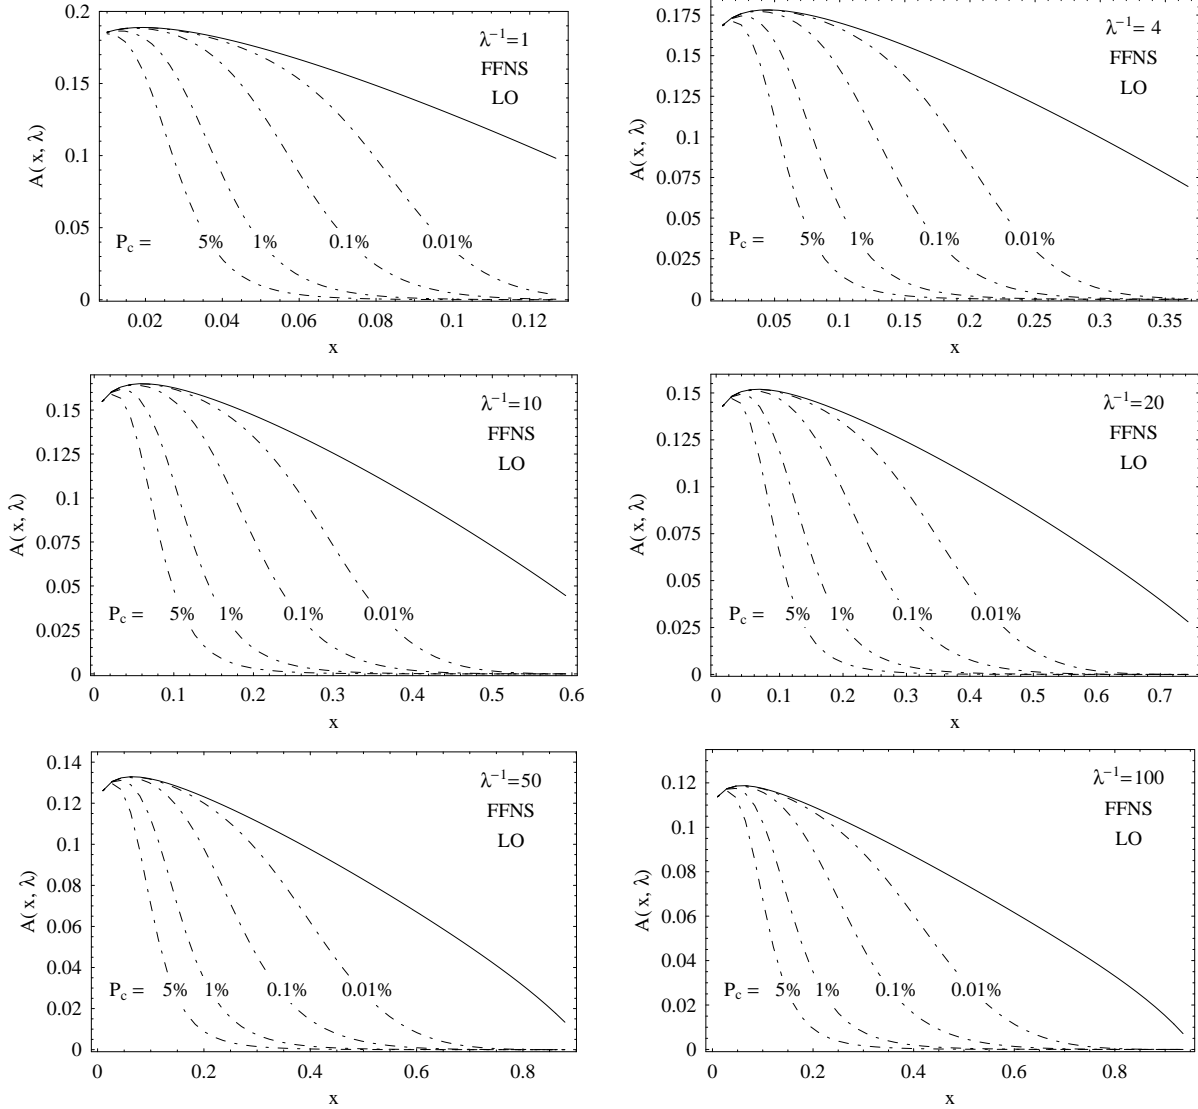 0.2
0.15
0.1
0.05
0
A( x, λ)
λ⁻¹=1
FFNS
LO
P_c = 5% 1% 0.1% 0.01%
0.02 0.04 0.06 0.08 0.1 0.12
x
0.175
0.15
0.125
0.1
0.075
0.05
0.025
0
A( x, λ)
λ⁻¹= 4
FFNS
LO
P_c = 5% 1% 0.1% 0.01%
0.05 0.1 0.15 0.2 0.25 0.3 0.35
x
0.15
0.125
0.1
0.075
0.05
0.025
0
A( x, λ)
λ⁻¹=10
FFNS
LO
P_c = 5% 1% 0.1% 0.01%
0 0.1 0.2 0.3 0.4 0.5 0.6
x
0.15
0.125
0.1
0.075
0.05
0.025
0
A( x, λ)
λ⁻¹=20
FFNS
LO
P_c = 5% 1% 0.1% 0.01%
0 0.1 0.2 0.3 0.4 0.5 0.6 0.7
x
0.14
0.12
0.1
0.08
0.06
0.04
0.02
0
A( x, λ)
λ⁻¹=50
FFNS
LO
P_c = 5% 1% 0.1% 0.01%
0 0.2 0.4 0.6 0.8
x
0.12
0.1
0.08
0.06
0.04
0.02
0
A( x, λ)
λ⁻¹=100
FFNS
LO
P_c = 5% 1% 0.1% 0.01%
0 0.2 0.4 0.6 0.8
x